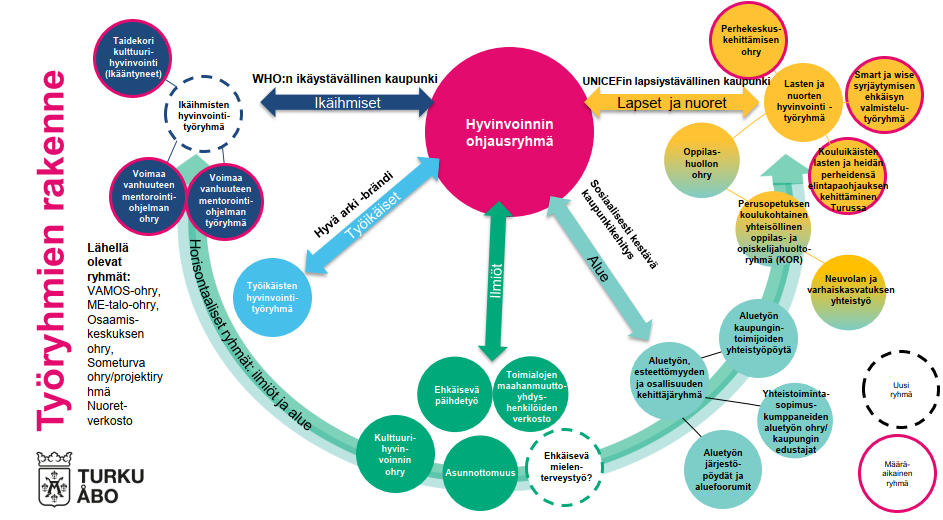 Työryhmien rakenne
Taidekori
kulttuuri-
hyvinvointi
(Ikääntyneet)
Ikäihmisten
hyvinvointi-
työryhmä
Voimaa
vanhuuteen
mentorointi-
ohjelman
ohry
Voimaa
vanhuuteen
mentorointi-
ohjelman
työryhmä
WHO:n ikäystävällinen kaupunki
Ikäihmiset
Hyvinvoinnin
ohjausryhmä
UNICEFin lapsiystävällinen kaupunki
Lapset ja nuoret
Perhekeskus-
kehittämisen
ohry
Lasten ja
nuorten
hyvinvointi -
työryhmä
Smart ja wise
syrjäytymisen
ehkäisyn
valmistelu-
työryhmä
Oppilas-
huollon
ohry
Kouluikäisten
lasten ja heidän
perheidensä
elintapaohjauksen
kehittäminen
Turussa
Perusopetuksen
koulukohtainen
yhteisöllinen
oppilas- ja
opiskelijahuolto-
ryhmä (KOR)
Neuvolan ja
varhaiskasvatuksen
yhteistyö
Hyvä arki -brändi
Työikäiset
Työikäisten
hyvinvointi-
työryhmä
Ilmiöt
Sosiaalisesti kestävä
kaupunkikehitys
Alue
Lähellä
olevat
ryhmät:
VAMOS-ohry,
ME-talo-ohry,
Osaamis-
keskuksen
ohry,
Someturva
ohry/projektiry
hmä
Nuoret-
verkosto
Horisontaaliset ryhmät: ilmiöt ja alue
Aluetyön
kaupungin-
toimijoiden
yhteistyöpöytä
Aluetyön,
esteettömyyden
ja osallisuuden
kehittäjäryhmä
Yhteistoiminta-
sopimus-
kumppaneiden
aluetyön ohry/
kaupungin
edustajat
Aluetyön
järjestö-
pöydät ja
aluefoorumit
Ehkäisevä
päihdetyö
Toimialojen
maahanmuutto-
yhdys-
henkilöiden
verkosto
Kulttuuri-
hyvin-
voinnin
ohry
Asunnottomuus
Ehkäisevä
mielen-
terveystyö?
Uusi
ryhmä
Määrä-
aikainen
ryhmä
TURKU
ÅBO